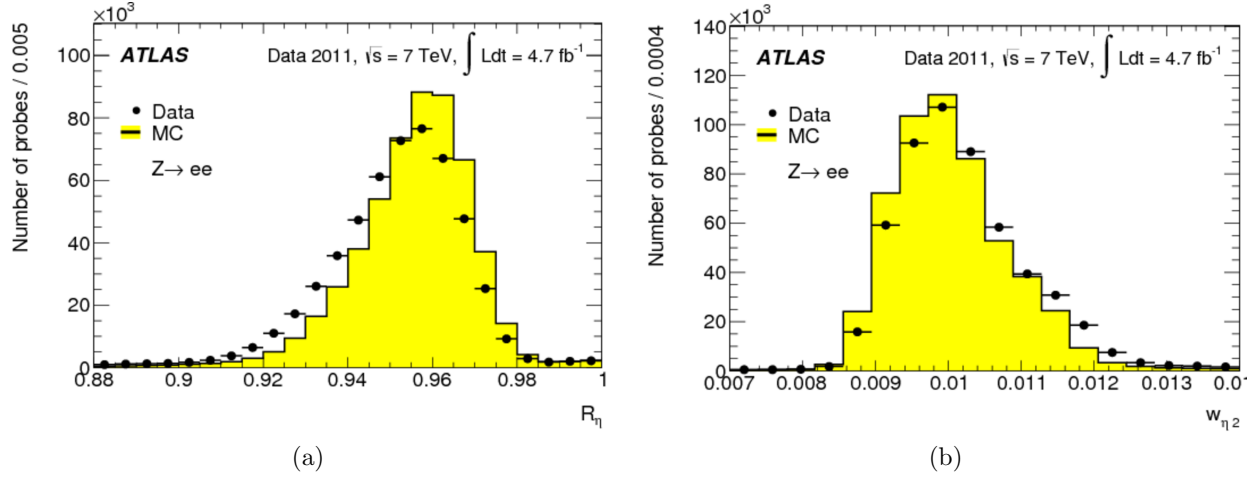 ×10³
Number of probes / 0.005
100
80
60
40
20
0
ATLAS
Data 2011, √s = 7 TeV, ∫ Ldt = 4.7 fb⁻¹
Data
MC
Z→ ee
0.88 0.9 0.92 0.94 0.96 0.98 1
R_η
(a)
×10³
Number of probes / 0.0004
140
120
100
80
60
40
20
0
ATLAS
Data 2011, √s = 7 TeV, ∫ Ldt = 4.7 fb⁻¹
Data
MC
Z→ ee
0.007 0.008 0.009 0.01 0.011 0.012 0.013 0.01
w_η 2
(b)